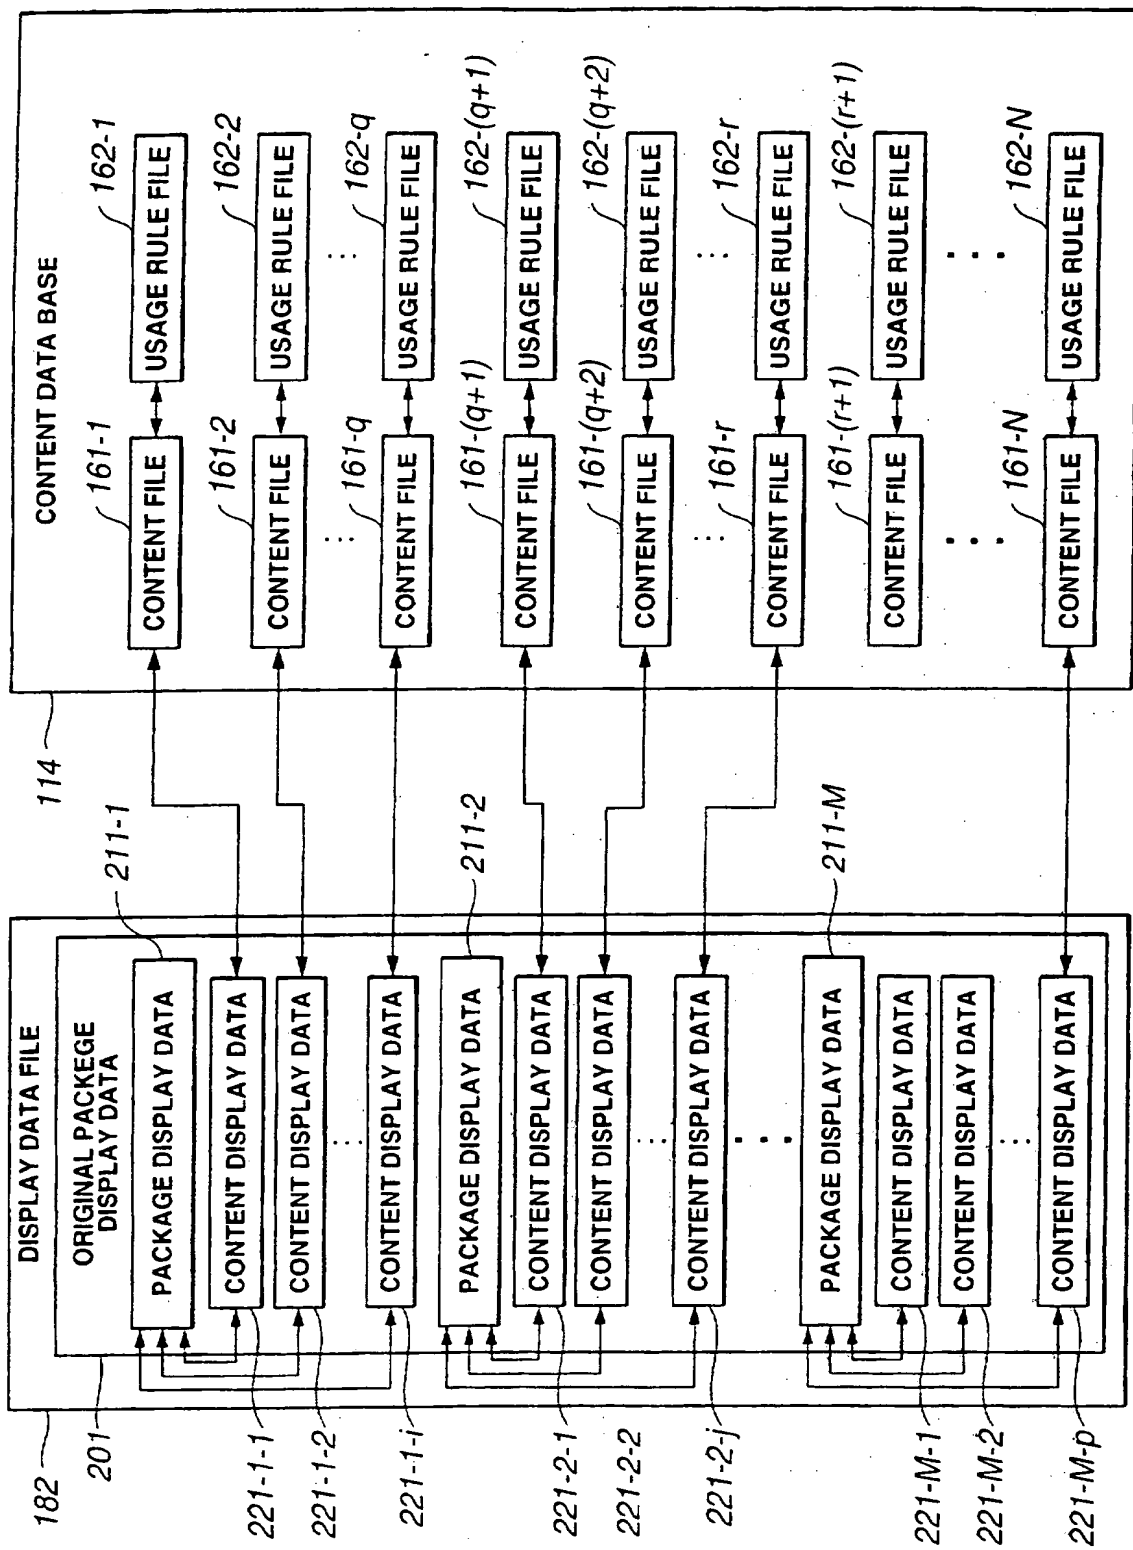 DISPLAY DATA FILE
182
ORIGINAL PACKEGE
DISPLAY DATA
201
PACKAGE DISPLAY DATA
211-1
CONTENT DISPLAY DATA
221-1-1
CONTENT DISPLAY DATA
221-1-2
CONTENT DISPLAY DATA
221-1-i
PACKAGE DISPLAY DATA
211-2
CONTENT DISPLAY DATA
221-2-1
CONTENT DISPLAY DATA
221-2-2
CONTENT DISPLAY DATA
221-2-j
PACKAGE DISPLAY DATA
211-M
CONTENT DISPLAY DATA
221-M-1
CONTENT DISPLAY DATA
221-M-2
CONTENT DISPLAY DATA
221-M-p
114
CONTENT DATA BASE
161-1
162-1
CONTENT FILE
USAGE RULE FILE
161-2
162-2
CONTENT FILE
USAGE RULE FILE
161-q
162-q
CONTENT FILE
USAGE RULE FILE
161-(q+1)
162-(q+1)
CONTENT FILE
USAGE RULE FILE
161-(q+2)
162-(q+2)
CONTENT FILE
USAGE RULE FILE
161-r
162-r
CONTENT FILE
USAGE RULE FILE
161-(r+1)
162-(r+1)
CONTENT FILE
USAGE RULE FILE
161-N
162-N
CONTENT FILE
USAGE RULE FILE